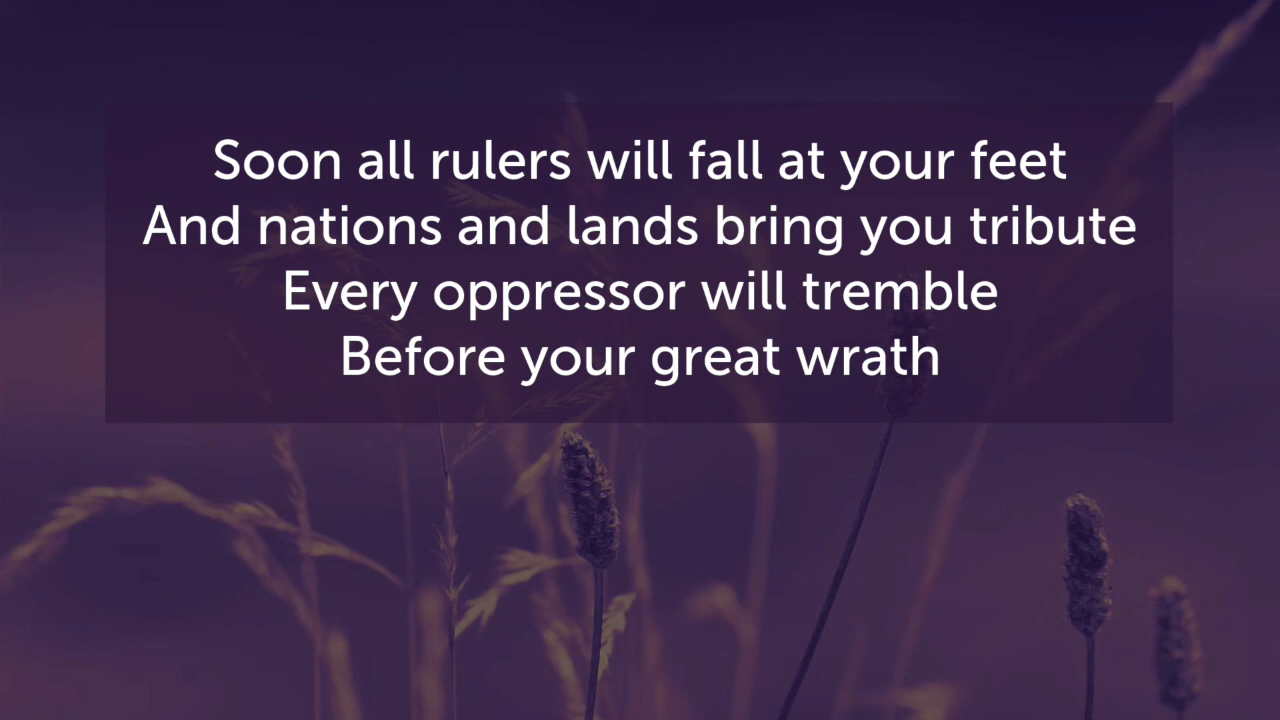 Soon all rulers will fall at your feet
And nations and lands bring you tribute
Every oppressor will tremble
Before your great wrath